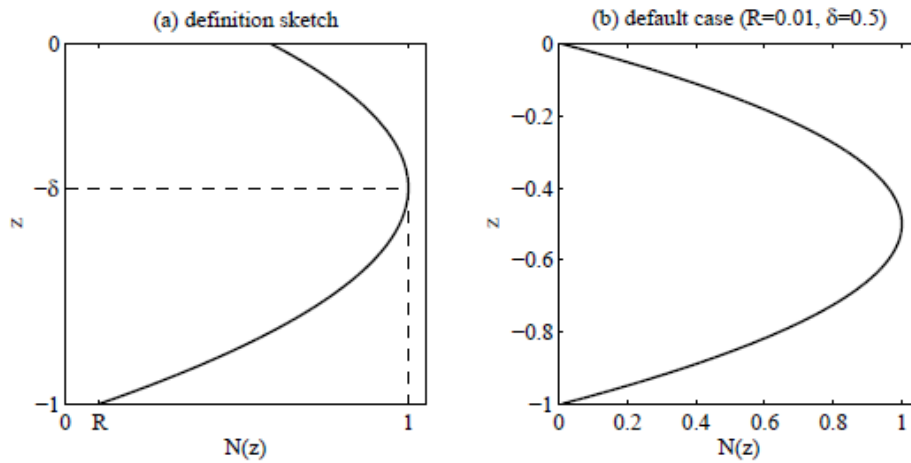 (a) definition sketch
0
−δ
−1
z
0 R 1
N(z)
(b) default case (R=0.01, δ=0.5)
0
−0.2
−0.4
−0.6
−0.8
−1
z
0 0.2 0.4 0.6 0.8 1
N(z)